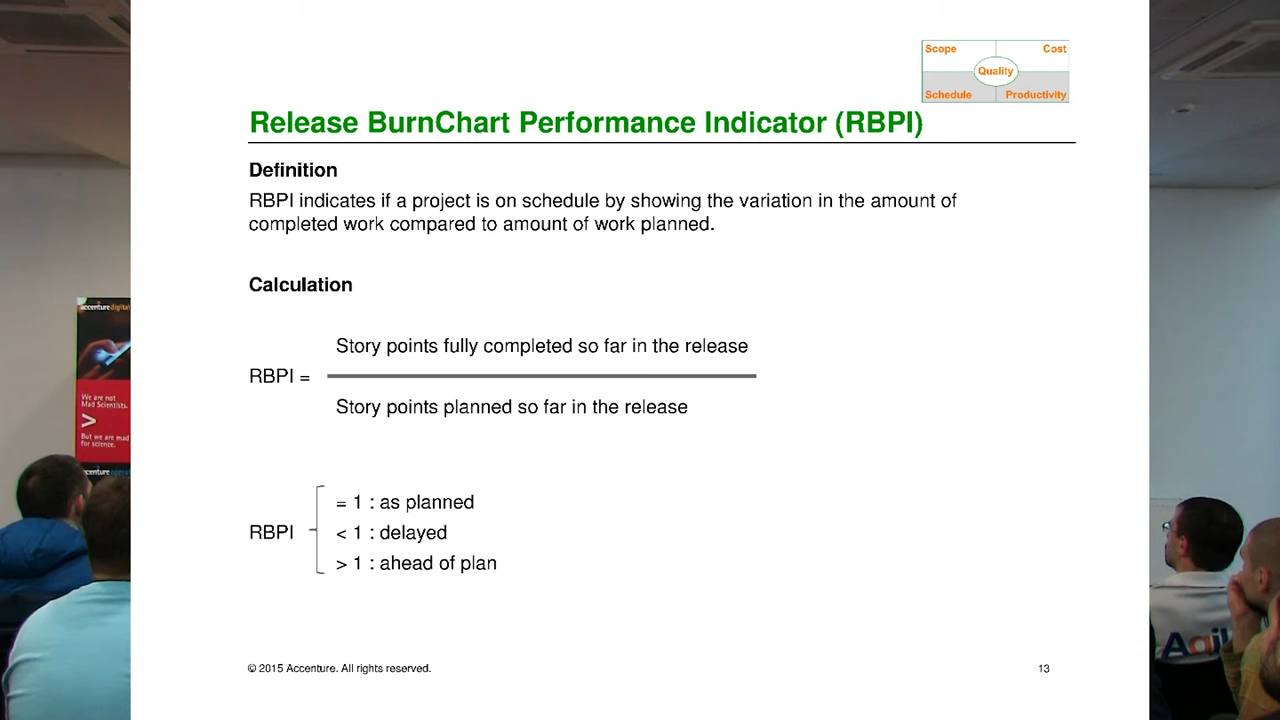 Scope Cost
Quality
Schedule Productivity
Release BurnChart Performance Indicator (RBPI)
Definition
RBPI indicates if a project is on schedule by showing the variation in the amount of
completed work compared to amount of work planned.
Calculation
Story points fully completed so far in the release
RBPI =
Story points planned so far in the release
= 1 : as planned
RBPI < 1 : delayed
> 1 : ahead of plan
© 2015 Accenture. All rights reserved. 13
accenturedigital
We are not
Mad Scientists.
>
But we are mad
for science.
accenture